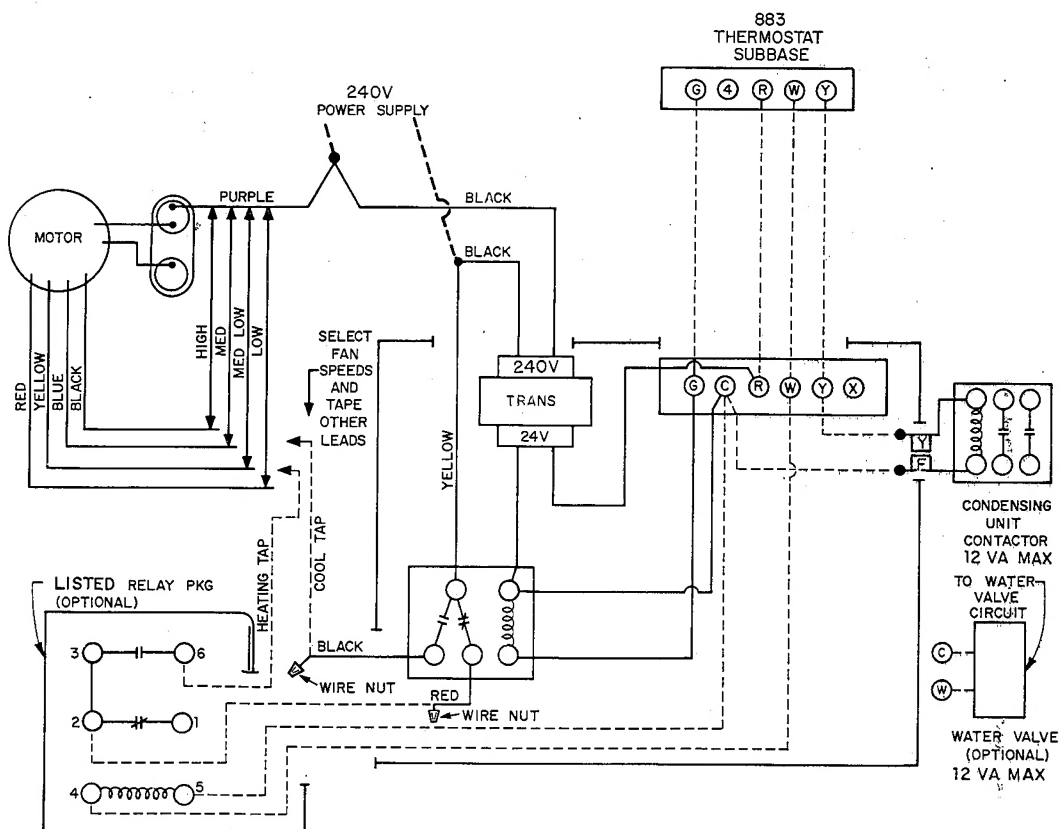 883
THERMOSTAT
SUBBASE
G 4 R W Y
240V
POWER SUPPLY
PURPLE
BLACK
MOTOR
BLACK
HIGH
MED
MED LOW
LOW
RED
YELLOW
BLUE
BLACK
SELECT
FAN
SPEEDS
AND
TAPE
OTHER
LEADS
240V
TRANS
24V
G C R W Y X
YELLOW
Y
F
CONDENSING
UNIT
CONTACTOR
12 VA MAX
HEATING TAP
COOL TAP
LISTED RELAY PKG
(OPTIONAL)
TO WATER
VALVE
CIRCUIT
3 6
2 1
4 5
BLACK
WIRE NUT
RED
WIRE NUT
C
W
WATER VALVE
(OPTIONAL)
12 VA MAX